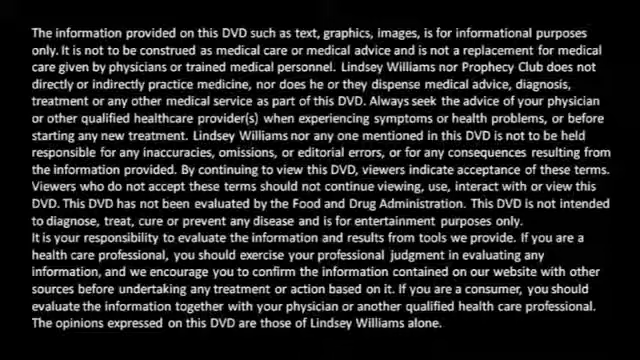 The information provided on this DVD such as text, graphics, images, is for informational purposes
only. It is not to be construed as medical care or medical advice and is not a replacement for medical
care given by physicians or trained medical personnel. Lindsey Williams nor Prophecy Club does not
directly or indirectly practice medicine, nor does he or they dispense medical advice, diagnosis,
treatment or any other medical service as part of this DVD. Always seek the advice of your physician
or other qualified healthcare provider(s) when experiencing symptoms or health problems, or before
starting any new treatment. Lindsey Williams nor any one mentioned in this DVD is not to be held
responsible for any inaccuracies, omissions, or editorial errors, or for any consequences resulting from
the information provided. By continuing to view this DVD, viewers indicate acceptance of these terms.
Viewers who do not accept these terms should not continue viewing, use, interact with or view this
DVD. This DVD has not been evaluated by the Food and Drug Administration. This DVD is not intended
to diagnose, treat, cure or prevent any disease and is for entertainment purposes only.
It is your responsibility to evaluate the information and results from tools we provide. If you are a
health care professional, you should exercise your professional judgment in evaluating any
information, and we encourage you to confirm the information contained on our website with other
sources before undertaking any treatment or action based on it. If you are a consumer, you should
evaluate the information together with your physician or another qualified health care professional.
The opinions expressed on this DVD are those of Lindsey Williams alone.